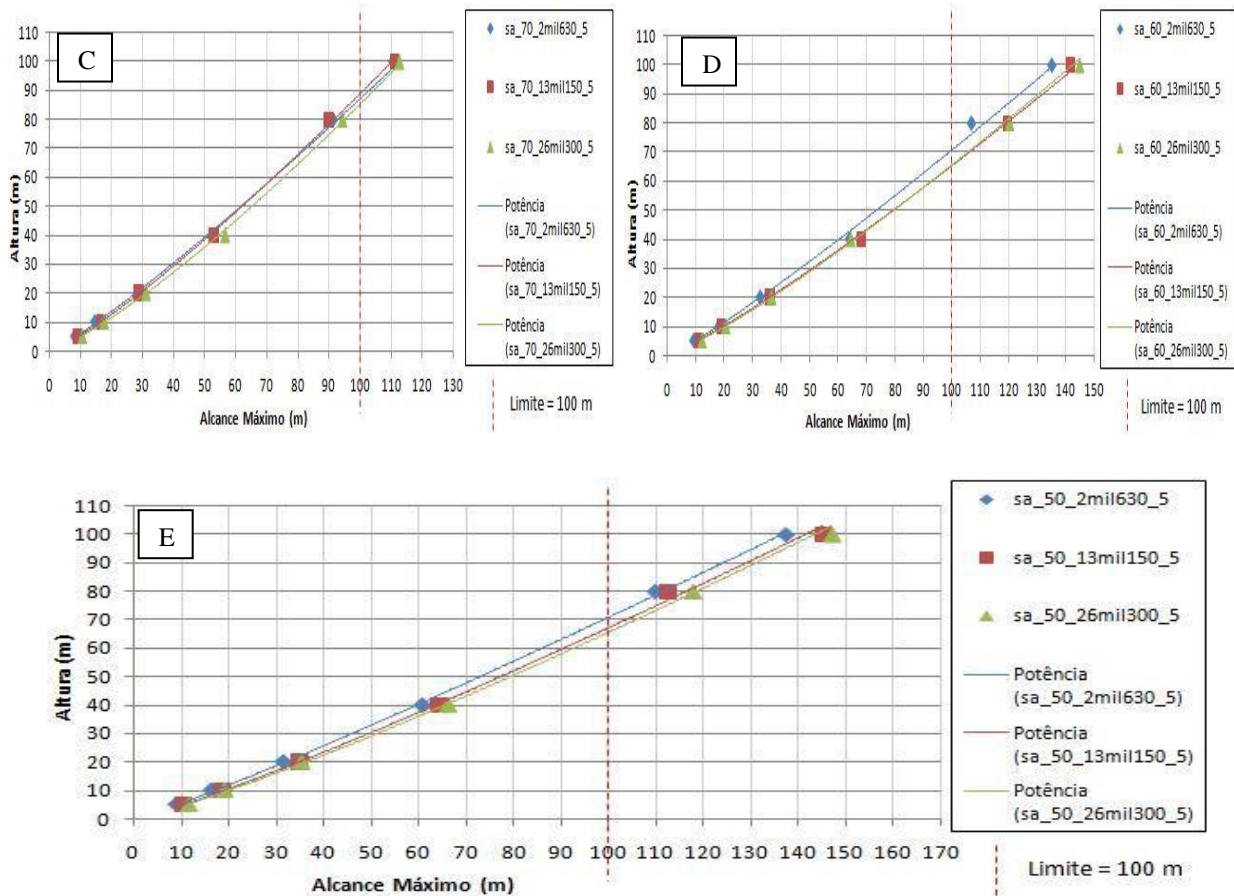 C
Altura (m)
110
100
90
80
70
60
50
40
30
20
10
0
0 10 20 30 40 50 60 70 80 90 100 110 120 130
Alcance Máximo (m)
sa_70_2mil630_5
sa_70_13mil150_5
sa_70_26mil300_5
Potência
(sa_70_2mil630_5)
Potência
(sa_70_13mil150_5)
Potência
(sa_70_26mil300_5)
Limite = 100 m
D
Altura (m)
110
100
90
80
70
60
50
40
30
20
10
0
0 10 20 30 40 50 60 70 80 90 100 110 120 130 140 150
Alcance Máximo (m)
sa_60_2mil630_5
sa_60_13mil150_5
sa_60_26mil300_5
Potência
(sa_60_2mil630_5)
Potência
(sa_60_13mil150_5)
Potência
(sa_60_26mil300_5)
Limite = 100 m
E
Altura (m)
110
100
90
80
70
60
50
40
30
20
10
0
0 10 20 30 40 50 60 70 80 90 100 110 120 130 140 150 160 170
Alcance Máximo (m)
sa_50_2mil630_5
sa_50_13mil150_5
sa_50_26mil300_5
Potência
(sa_50_2mil630_5)
Potência
(sa_50_13mil150_5)
Potência
(sa_50_26mil300_5)
Limite = 100 m